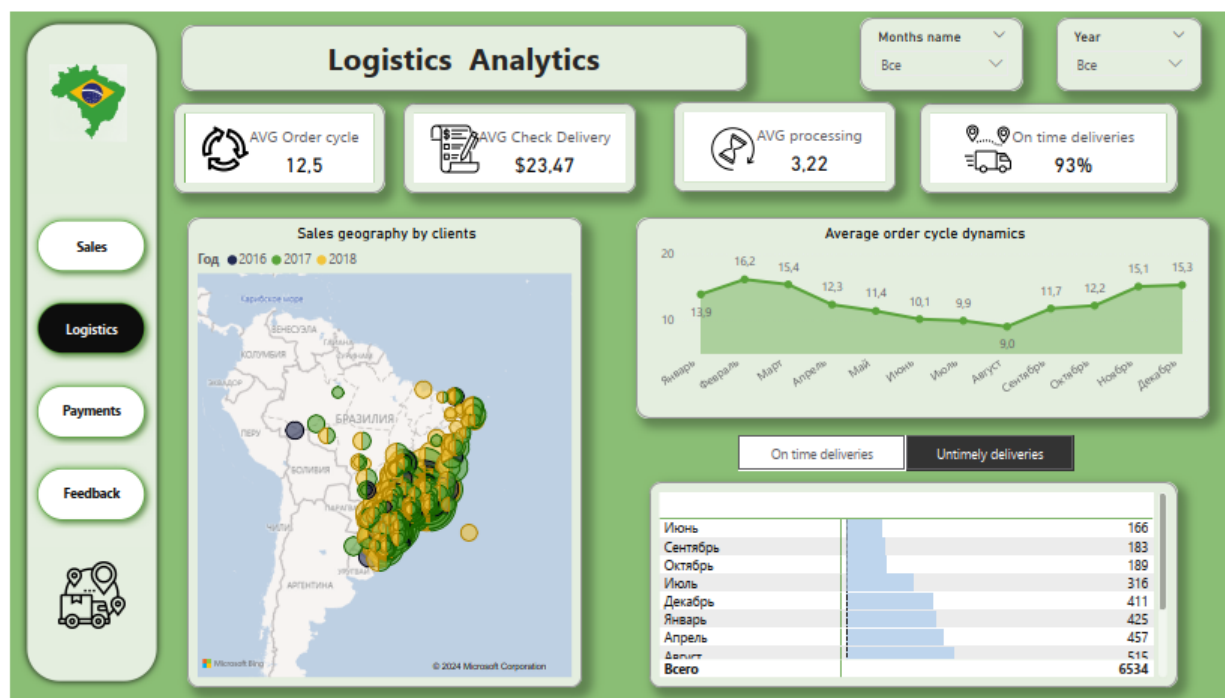 Logistics Analytics
Months name
Все
Year
Все
AVG Order cycle
12,5
AVG Check Delivery
$23,47
AVG processing
3,22
On time deliveries
93%
Sales
Logistics
Payments
Feedback
Sales geography by clients
Год 2016 2017 2018
Карибское море
ВЕНЕСУЭЛА
ГАЙАНА
СУРИНАМ
КОЛУМБИЯ
ЭКВАДОР
БРАЗИЛИЯ
ПЕРУ
БОЛИВИЯ
ПАРАГВАЙ
ЧИЛИ
УРУГВАЙ
АРГЕНТИНА
Microsoft Bing
© 2024 Microsoft Corporation
Average order cycle dynamics
20
10
13,9
16,2
15,4
12,3
11,4
10,1
9,9
9,0
11,7
12,2
15,1
15,3
Январь
Февраль
Март
Апрель
Май
Июнь
Июль
Август
Сентябрь
Октябрь
Ноябрь
Декабрь
On time deliveries
Untimely deliveries
Июнь 166
Сентябрь 183
Октябрь 189
Июль 316
Декабрь 411
Январь 425
Апрель 457
Август 515
Всего 6534